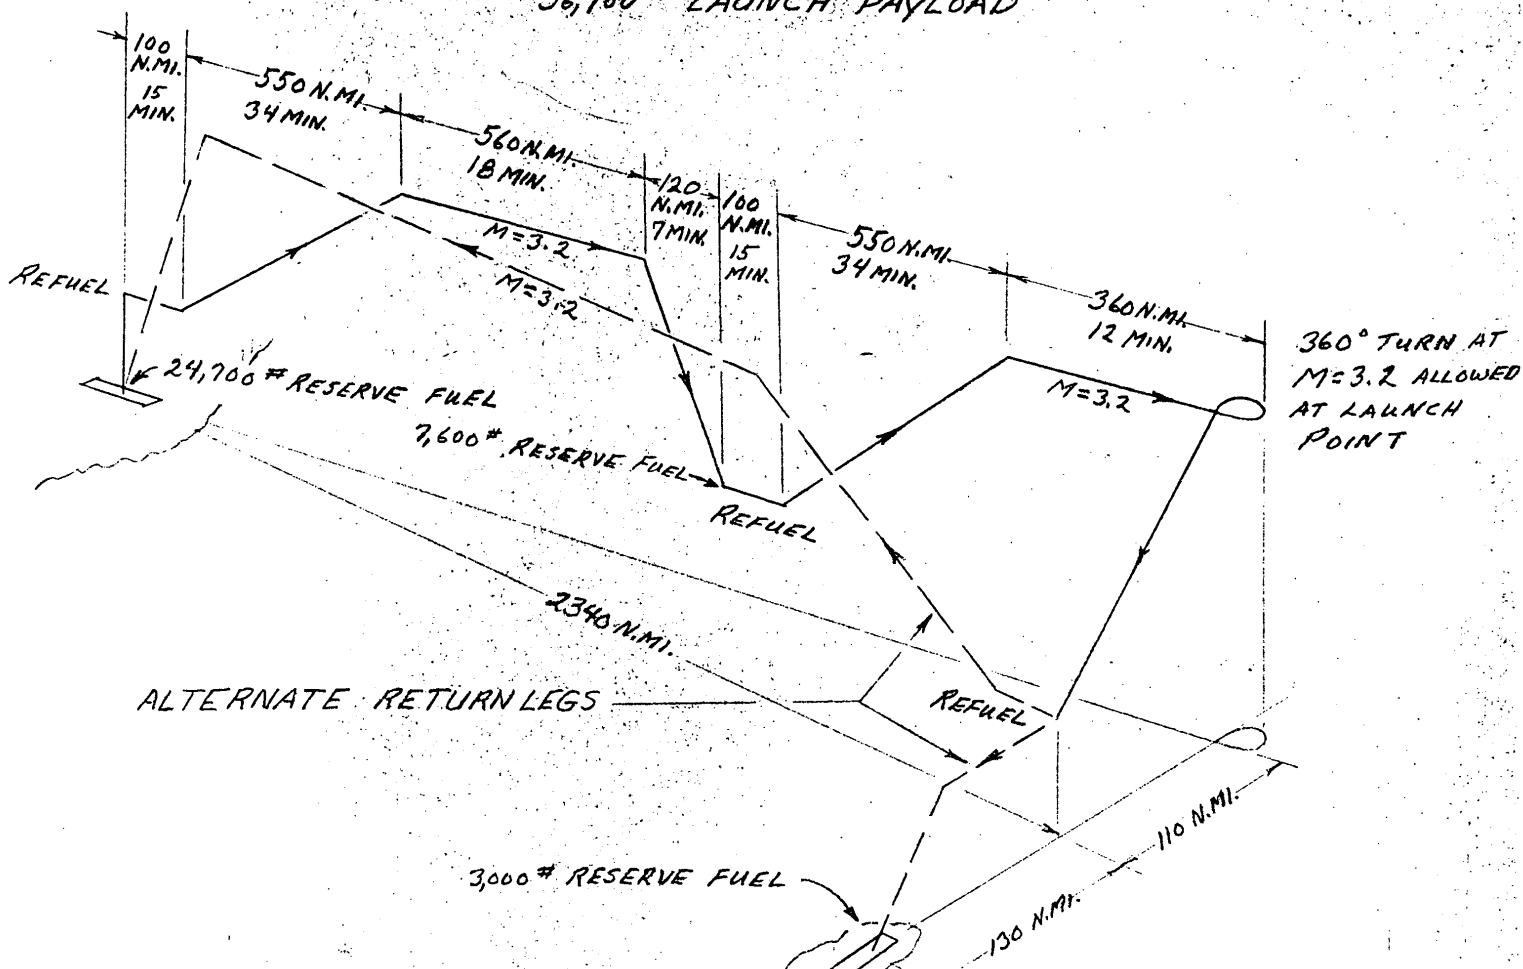 LAUNCH PAYLOAD
100
N.MI.
15
MIN.
550 N.MI.
34 MIN.
560 N.MI.
18 MIN.
120
N.MI.
7 MIN.
100
N.MI.
15
MIN.
550 N.MI.
34 MIN.
360 N.MI.
12 MIN.
360° TURN AT
M=3.2 ALLOWED
AT LAUNCH
POINT
M=3.2
M=3.2
M=3.2
REFUEL
24,700 # RESERVE FUEL
7,600 # RESERVE FUEL
REFUEL
2340 N.MI.
ALTERNATE RETURN LEGS
REFUEL
110 N.MI.
130 N.MI.
3,000 # RESERVE FUEL